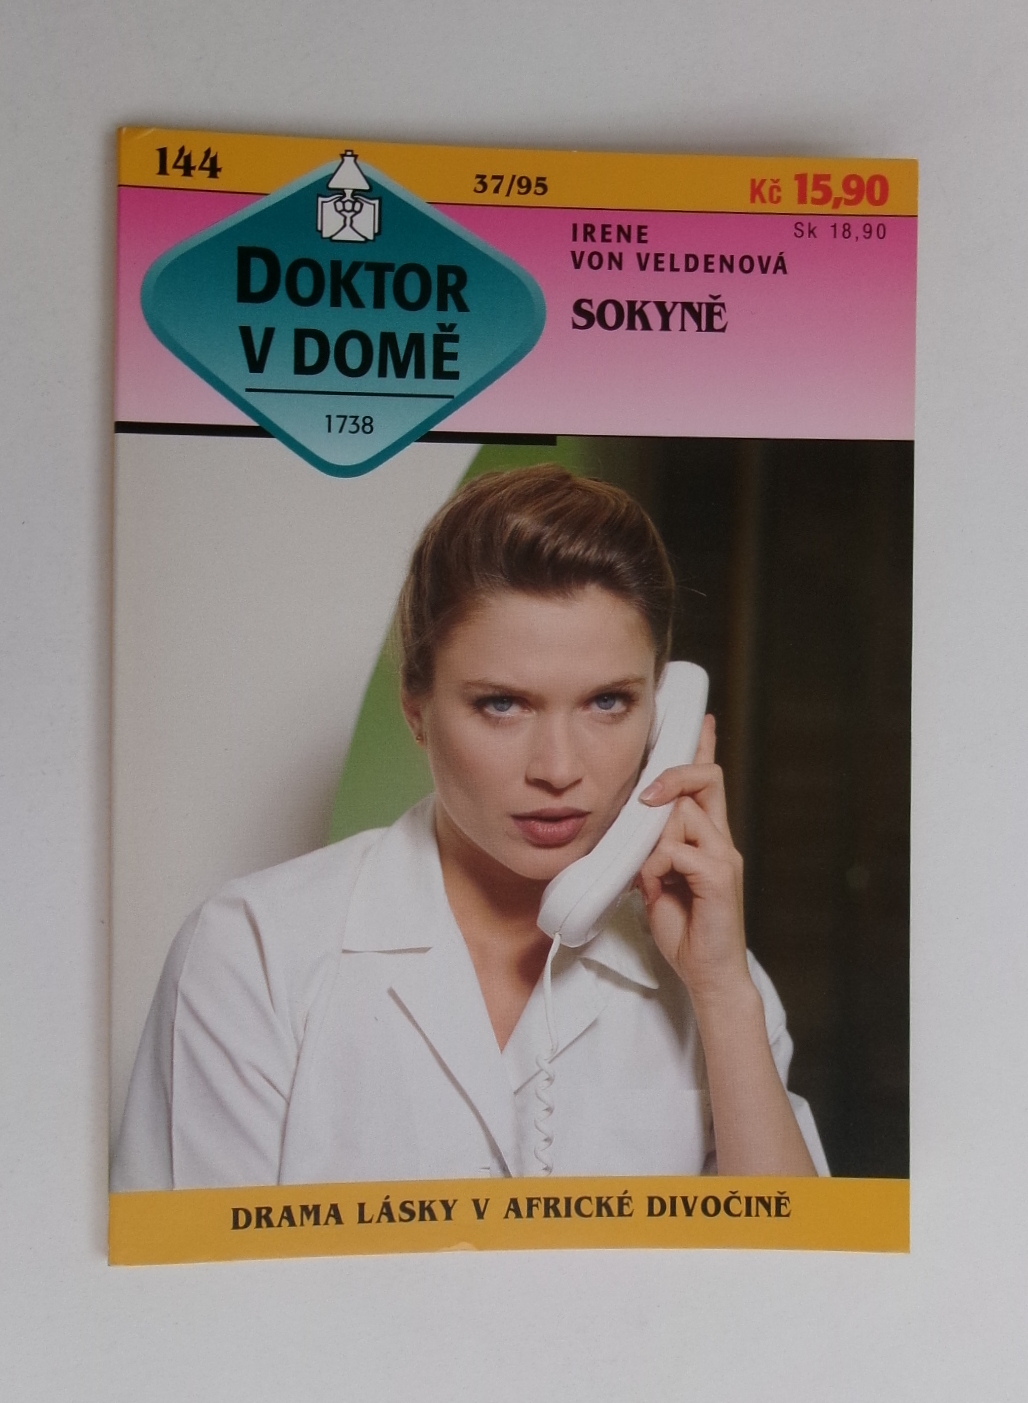 144
37/95
Kč 15,90
Sk 18,90
DOKTOR
V DOMĚ
1738
IRENE
VON VELDENOVÁ
SOKYNĚ
DRAMA LÁSKY V AFRICKÉ DIVOČINĚ